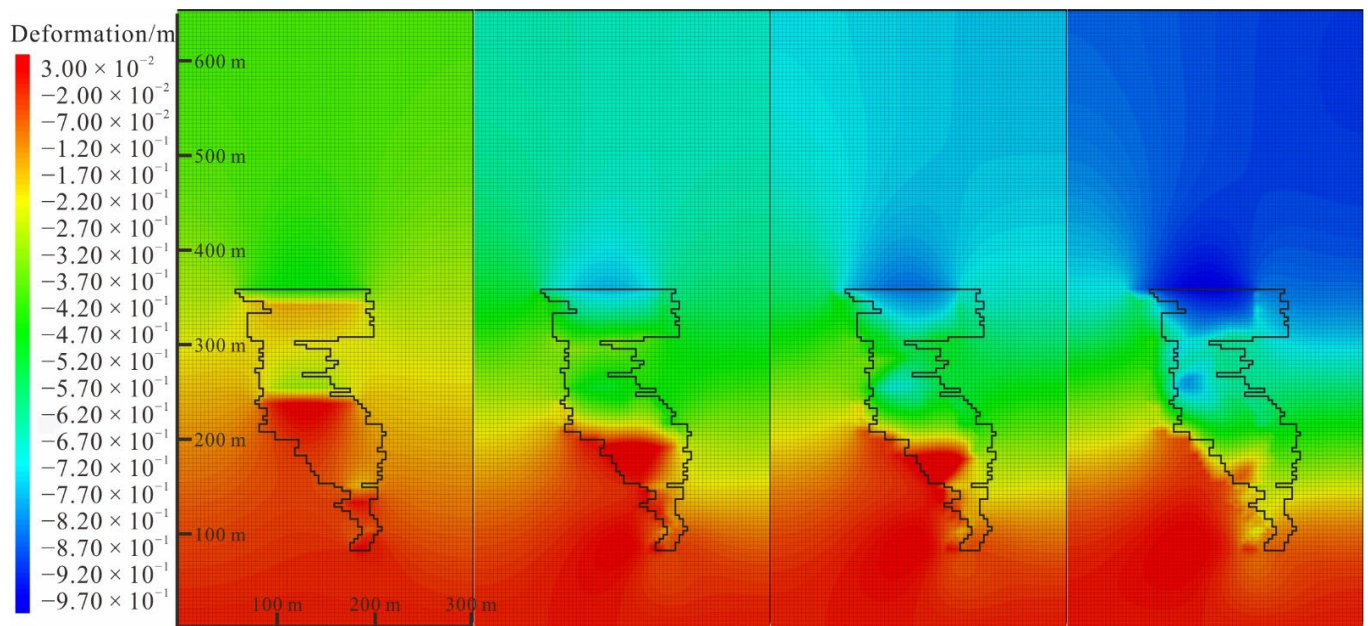 Deformation/m
3.00 × 10⁻²
−2.00 × 10⁻²
−7.00 × 10⁻²
−1.20 × 10⁻¹
−1.70 × 10⁻¹
−2.20 × 10⁻¹
−2.70 × 10⁻¹
−3.20 × 10⁻¹
−3.70 × 10⁻¹
−4.20 × 10⁻¹
−4.70 × 10⁻¹
−5.20 × 10⁻¹
−5.70 × 10⁻¹
−6.20 × 10⁻¹
−6.70 × 10⁻¹
−7.20 × 10⁻¹
−7.70 × 10⁻¹
−8.20 × 10⁻¹
−8.70 × 10⁻¹
−9.20 × 10⁻¹
−9.70 × 10⁻¹
600 m
500 m
400 m
300 m
200 m
100 m
100 m 200 m 300 m